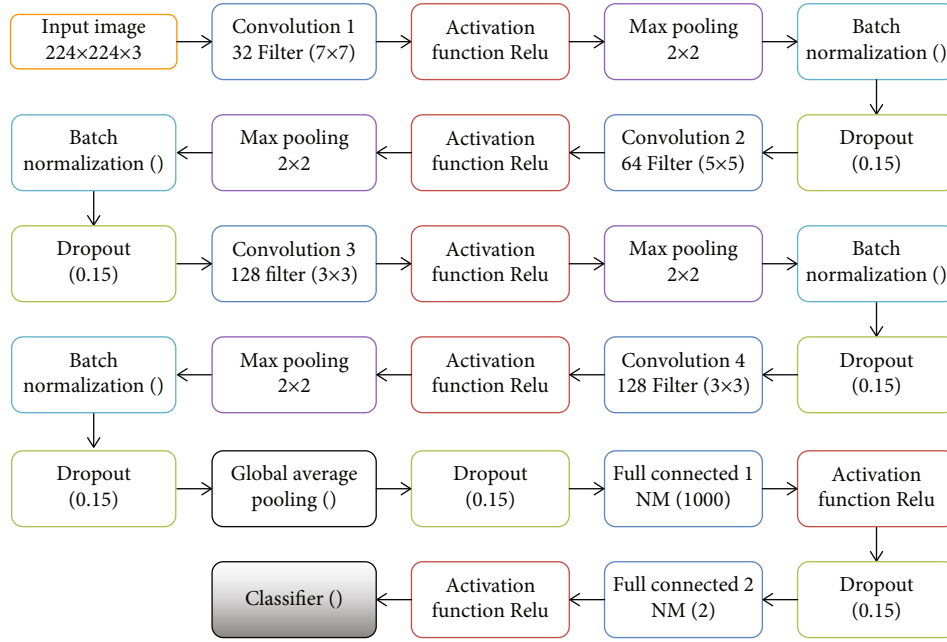 Input image
224×224×3
Convolution 1
32 Filter (7×7)
Activation
function Relu
Max pooling
2×2
Batch
normalization ()
Dropout
(0.15)
Convolution 2
64 Filter (5×5)
Activation
function Relu
Max pooling
2×2
Batch
normalization ()
Dropout
(0.15)
Convolution 3
128 filter (3×3)
Activation
function Relu
Max pooling
2×2
Batch
normalization ()
Dropout
(0.15)
Convolution 4
128 Filter (3×3)
Activation
function Relu
Max pooling
2×2
Batch
normalization ()
Dropout
(0.15)
Global average
pooling ()
Dropout
(0.15)
Full connected 1
NM (1000)
Activation
function Relu
Dropout
(0.15)
Full connected 2
NM (2)
Activation
function Relu
Classifier ()